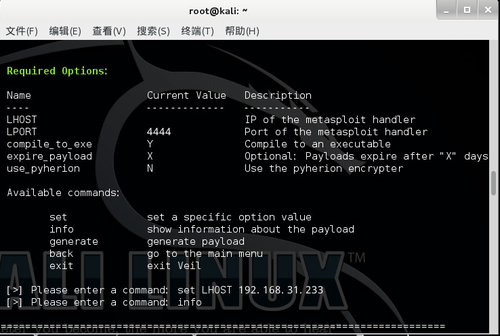 root@kali: ~
文件(F) 编辑(E) 查看(V) 搜索(S) 终端(T) 帮助(H)
Required Options:
Name Current Value Description
---- ------------- -----------
LHOST IP of the metasploit handler
LPORT 4444 Port of the metasploit handler
compile_to_exe Y Compile to an executable
expire_payload X Optional: Payloads expire after "X" days
use_pyherion N Use the pyherion encrypter
Available commands:
set set a specific option value
info show information about the payload
generate generate payload
back go to the main menu
exit exit Veil
[>] Please enter a command: set LHOST 192.168.31.233
[>] Please enter a command: info
KALI LINUX™